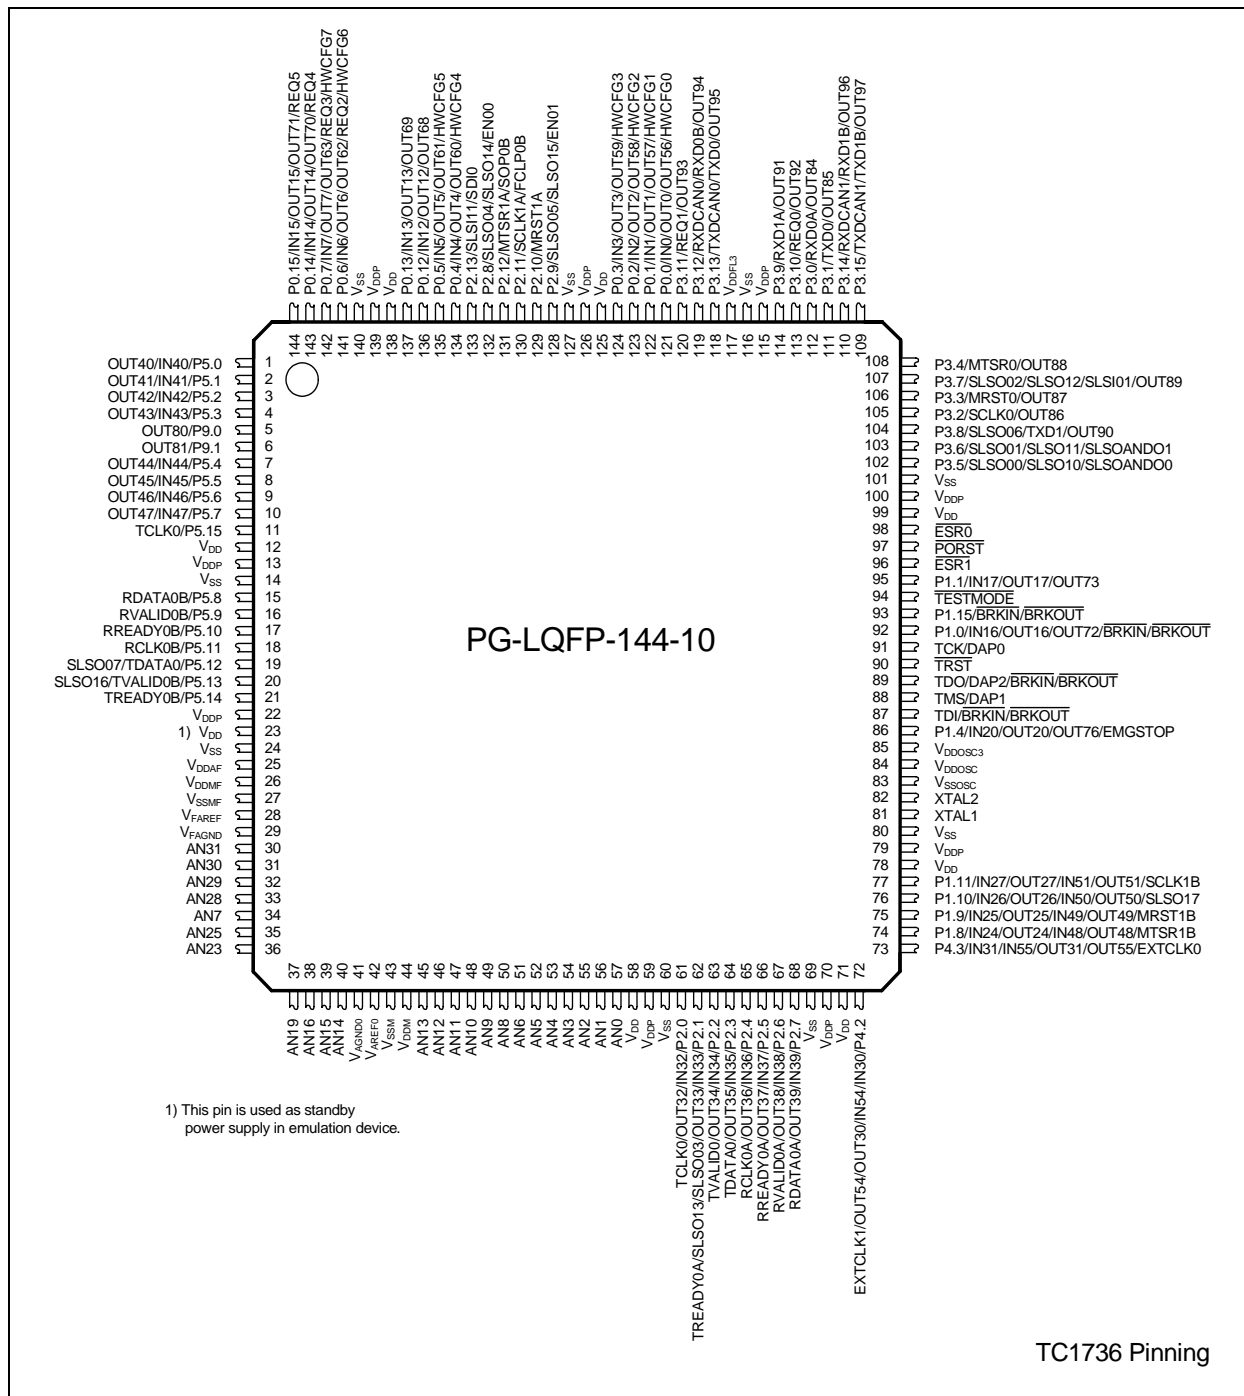 P0.15/IN15/OUT71/REQ5
P0.14/IN14/OUT70/REQ4
P0.7/IN7/OUT7/OUT63/REQ3/HWCFG7
P0.6/IN6/OUT6/OUT62/REQ2/HWCFG6
VSS
VDDP
VDD
P0.13/IN13/OUT13/OUT69
P0.12/IN12/OUT12/OUT68
P0.5/IN5/OUT5/OUT61/HWCFG5
P0.4/IN4/OUT4/OUT60/HWCFG4
P2.13/SLSI11/SDI0
P2.8/SLSO04/SLSO14/EN00
P2.12/MTSR1A/SOP0B
P2.11/SCLK1A/FCLP0B
P2.10/MRST1A
P2.9/SLSO05/SLSO15/EN01
VSS
VDDP
VDD
P0.3/IN3/OUT3/OUT59/HWCFG3
P0.2/IN2/OUT2/OUT58/HWCFG2
P0.1/IN1/OUT1/OUT57/HWCFG1
P0.0/IN0/OUT0/OUT56/HWCFG0
P3.11/REQ1/OUT93
P3.12/RXDCAN0/RXD0B/OUT94
P3.13/TXDCAN0/TXD0/OUT95
VDDFL3
VSS
VDDP
P3.9/RXD1A/OUT91
P3.10/REQ0/OUT92
P3.0/RXD0A/OUT84
P3.1/TXD0/OUT85
P3.14/RXDCAN1/RXD1B/OUT96
P3.15/TXDCAN1/TXD1B/OUT97
144 143 142 141 140 139 138 137 136 135 134 133 132 131 130 129 128 127 126 125 124 123 122 121 120 119 118 117 116 115 114 113 112 111 110 109
OUT40/IN40/P5.0 1
OUT41/IN41/P5.1 2
OUT42/IN42/P5.2 3
OUT43/IN43/P5.3 4
OUT80/P9.0 5
OUT81/P9.1 6
OUT44/IN44/P5.4 7
OUT45/IN45/P5.5 8
OUT46/IN46/P5.6 9
OUT47/IN47/P5.7 10
TCLK0/P5.15 11
VDD 12
VDDP 13
VSS 14
RDATA0B/P5.8 15
RVALID0B/P5.9 16
RREADY0B/P5.10 17
RCLK0B/P5.11 18
SLSO07/TDATA0/P5.12 19
SLSO16/TVALID0B/P5.13 20
TREADY0B/P5.14 21
VDDP 22
1) VDD 23
VSS 24
VDDAF 25
VDDMF 26
VSSMF 27
VFAREF 28
VFAGND 29
AN31 30
AN30 31
AN29 32
AN28 33
AN7 34
AN25 35
AN23 36
PG-LQFP-144-10
108 P3.4/MTSR0/OUT88
107 P3.7/SLSO02/SLSO12/SLSI01/OUT89
106 P3.3/MRST0/OUT87
105 P3.2/SCLK0/OUT86
104 P3.8/SLSO06/TXD1/OUT90
103 P3.6/SLSO01/SLSO11/SLSOANDO1
102 P3.5/SLSO00/SLSO10/SLSOANDO0
101 VSS
100 VDDP
99 VDD
98 ESR0
97 PORST
96 ESR1
95 P1.1/IN17/OUT17/OUT73
94 TESTMODE
93 P1.15/BRKIN/BRKOUT
92 P1.0/IN16/OUT16/OUT72/BRKIN/BRKOUT
91 TCK/DAP0
90 TRST
89 TDO/DAP2/BRKIN/BRKOUT
88 TMS/DAP1
87 TDI/BRKIN/BRKOUT
86 P1.4/IN20/OUT20/OUT76/EMGSTOP
85 VDDOSC3
84 VDDOSC
83 VSSOSC
82 XTAL2
81 XTAL1
80 VSS
79 VDDP
78 VDD
77 P1.11/IN27/OUT27/IN51/OUT51/SCLK1B
76 P1.10/IN26/OUT26/IN50/OUT50/SLSO17
75 P1.9/IN25/OUT25/IN49/OUT49/MRST1B
74 P1.8/IN24/OUT24/IN48/OUT48/MTSR1B
73 P4.3/IN31/IN55/OUT31/OUT55/EXTCLK0
37 38 39 40 41 42 43 44 45 46 47 48 49 50 51 52 53 54 55 56 57 58 59 60 61 62 63 64 65 66 67 68 69 70 71 72
AN19
AN16
AN15
AN14
VAGND0
VAREF0
VSSM
VDDM
AN13
AN12
AN11
AN10
AN9
AN8
AN6
AN5
AN4
AN3
AN2
AN1
AN0
VDD
VDDP
VSS
TCLK0/OUT32/IN32/P2.0
TREADY0A/SLSO13/SLSO03/OUT33/IN33/P2.1
TVALID0/OUT34/IN34/P2.2
TDATA0/OUT35/IN35/P2.3
RCLK0A/OUT36/IN36/P2.4
RREADY0A/OUT37/IN37/P2.5
RVALID0A/OUT38/IN38/P2.6
RDATA0A/OUT39/IN39/P2.7
VSS
VDDP
VDD
EXTCLK1/OUT54/OUT30/IN54/IN30/P4.2
1) This pin is used as standby
power supply in emulation device.
TC1736 Pinning